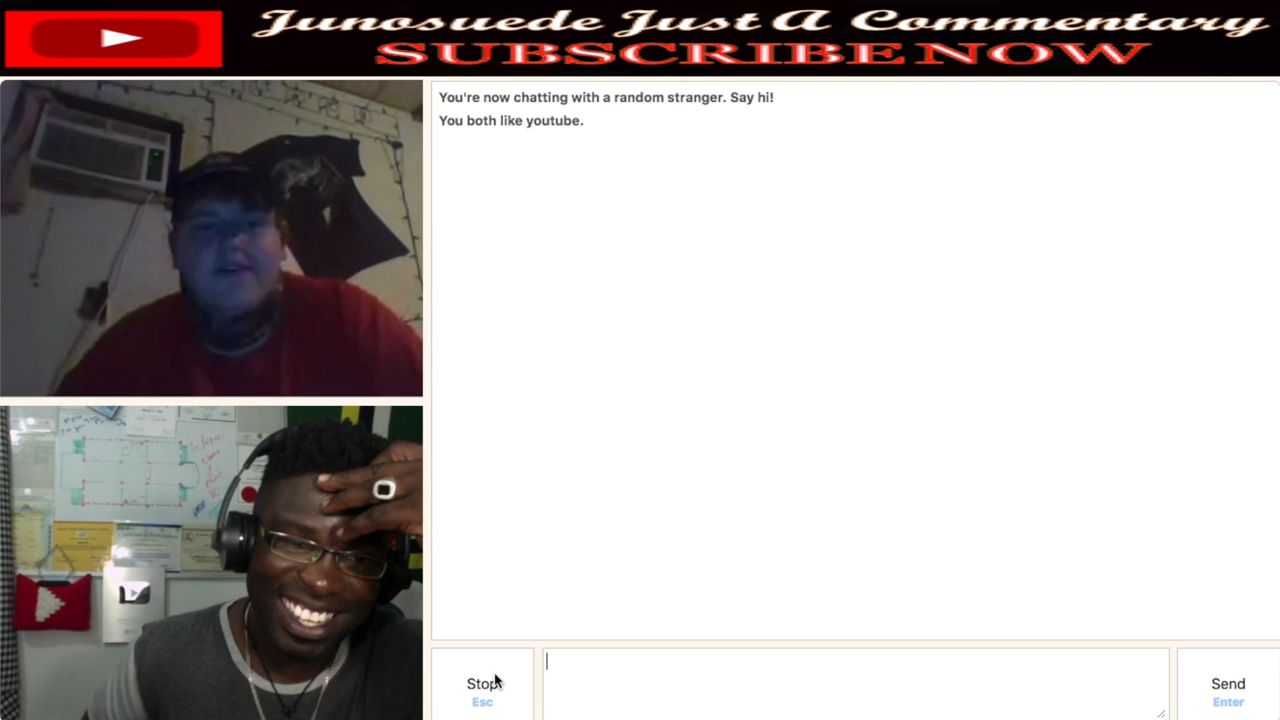 Junosuede Just A Commentary
SUBSCRIBE NOW
You're now chatting with a random stranger. Say hi!
You both like youtube.
Stop
Esc
Send
Enter